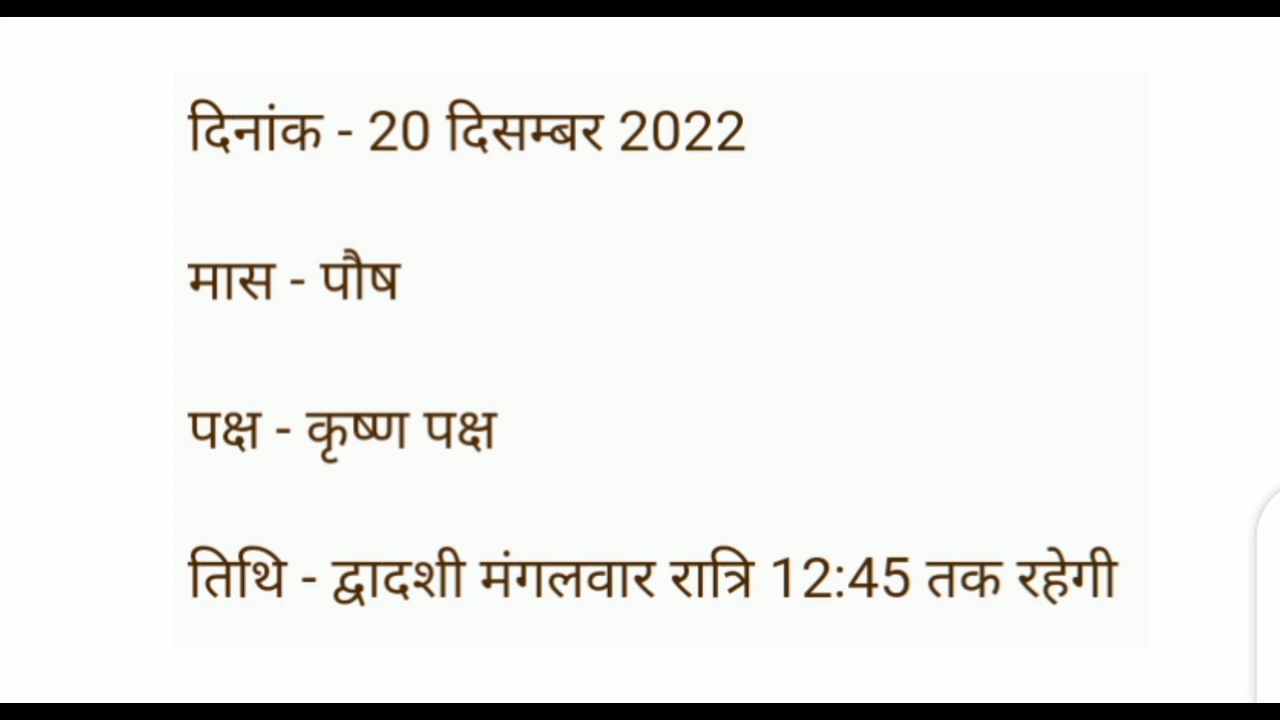 दिनांक - 20 दिसम्बर 2022
मास - पौष
पक्ष - कृष्ण पक्ष
तिथि - द्वादशी मंगलवार रात्रि 12:45 तक रहेगी